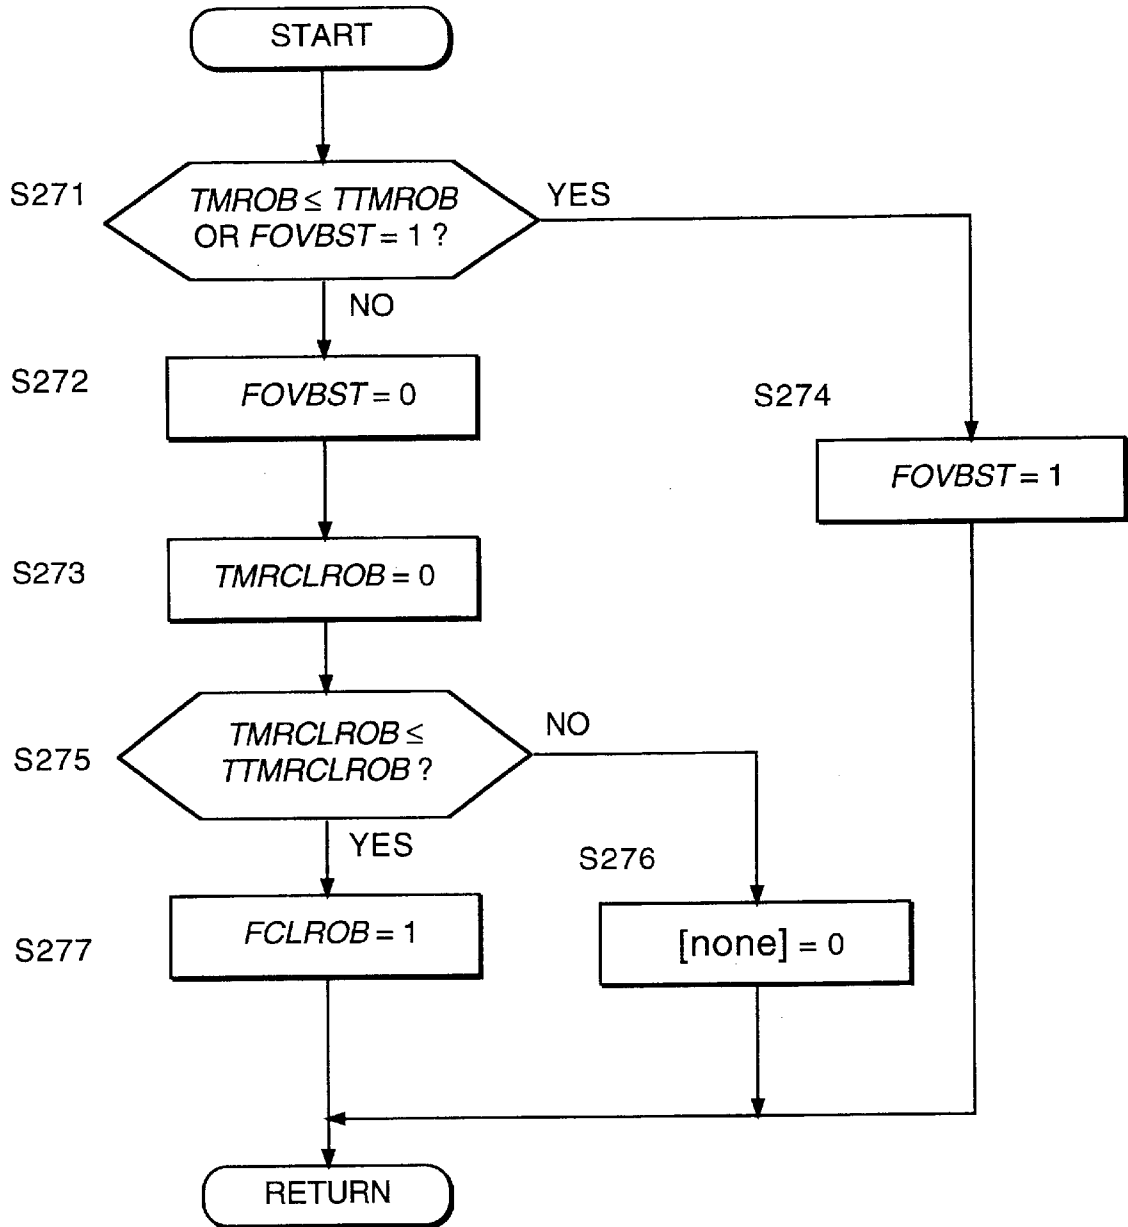 START
S271
TMROB ≤ TTMROB
OR FOVBST = 1 ?
YES
NO
S272
FOVBST = 0
S274
FOVBST = 1
S273
TMRCLROB = 0
S275
TMRCLROB ≤
TTMRCLROB ?
NO
YES
S276
[none] = 0
S277
FCLROB = 1
RETURN